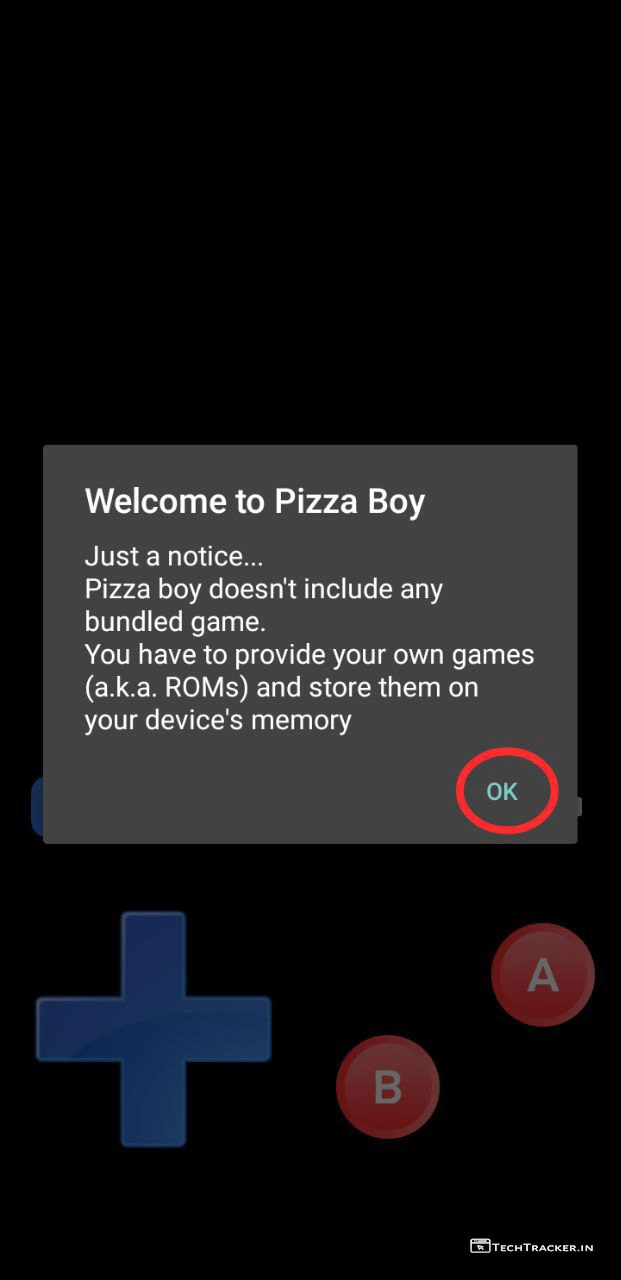 Welcome to Pizza Boy
Just a notice...
Pizza boy doesn't include any
bundled game.
You have to provide your own games
(a.k.a. ROMs) and store them on
your device's memory
OK
A
B
TECHTRACKER.IN